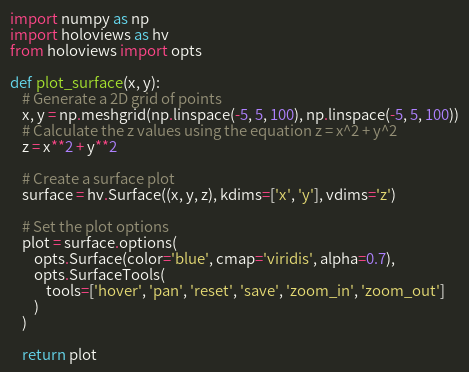 import numpy as np
import holoviews as hv
from holoviews import opts

def plot_surface(x, y):
    # Generate a 2D grid of points
    x, y = np.meshgrid(np.linspace(-5, 5, 100), np.linspace(-5, 5, 100))
    # Calculate the z values using the equation z = x^2 + y^2
    z = x**2 + y**2

    # Create a surface plot
    surface = hv.Surface((x, y, z), kdims=['x', 'y'], vdims='z')

    # Set the plot options
    plot = surface.options(
        opts.Surface(color='blue', cmap='viridis', alpha=0.7),
        opts.SurfaceTools(
            tools=['hover', 'pan', 'reset', 'save', 'zoom_in', 'zoom_out']
        )
    )

    return plot